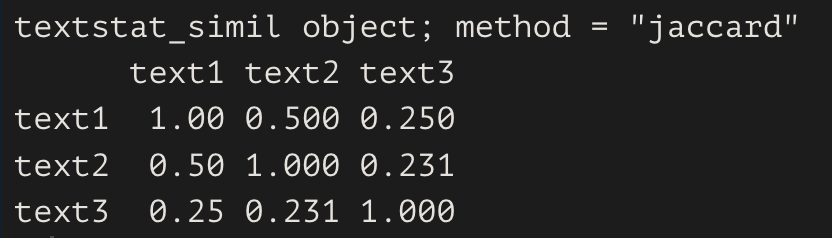 textstat_simil object; method = "jaccard"
text1 text2 text3
text1 1.00 0.500 0.250
text2 0.50 1.000 0.231
text3 0.25 0.231 1.000